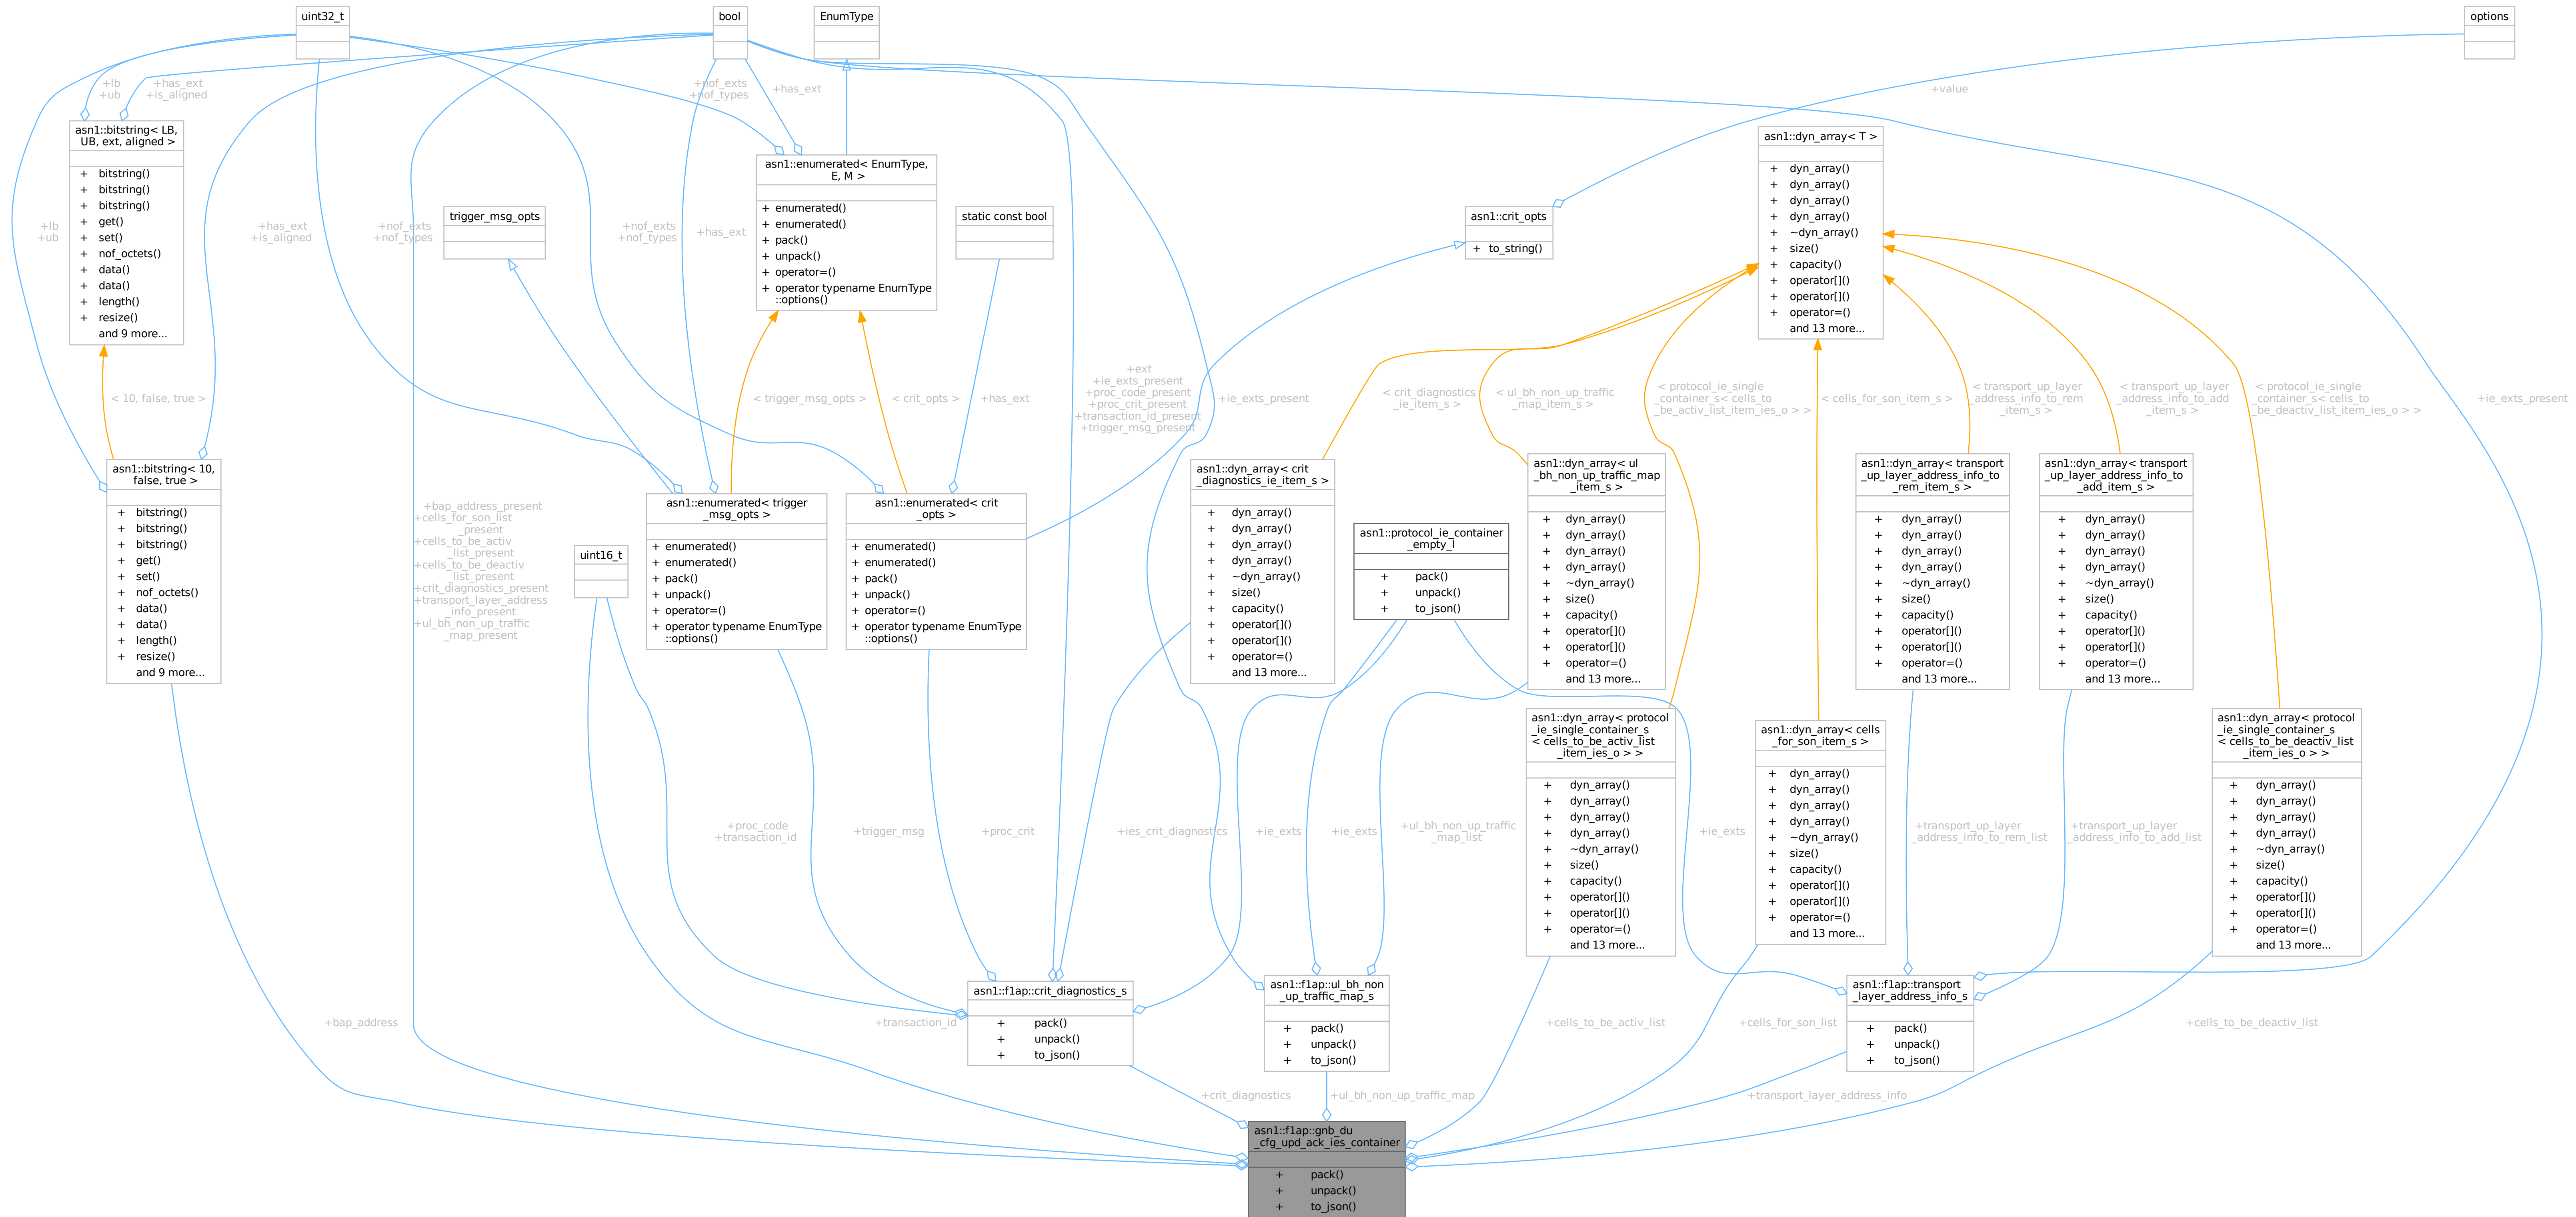 uint32_t
bool
EnumType
options
+lb
+ub
+has_ext
+is_aligned
+nof_exts
+nof_types
+has_ext
+value
asn1::bitstring< LB,
UB, ext, aligned >
+ bitstring()
+ bitstring()
+ bitstring()
+ get()
+ set()
+ nof_octets()
+ data()
+ data()
+ length()
+ resize()
and 9 more...
asn1::enumerated< EnumType,
E, M >
+ enumerated()
+ enumerated()
+ pack()
+ unpack()
+ operator=()
+ operator typename EnumType
::options()
asn1::dyn_array< T >
+ dyn_array()
+ dyn_array()
+ dyn_array()
+ dyn_array()
+ ~dyn_array()
+ size()
+ capacity()
+ operator[]()
+ operator[]()
+ operator=()
and 13 more...
trigger_msg_opts
static const bool
asn1::crit_opts
+ to_string()
+lb
+ub
+has_ext
+is_aligned
+nof_exts
+nof_types
+nof_exts
+nof_types
+has_ext
< 10, false, true >
< trigger_msg_opts >
< crit_opts >
+has_ext
+ext
+ie_exts_present
+proc_code_present
+proc_crit_present
+transaction_id_present
+trigger_msg_present
+ie_exts_present
< crit_diagnostics
_ie_item_s >
< ul_bh_non_up_traffic
_map_item_s >
< protocol_ie_single
_container_s< cells_to
_be_activ_list_item_ies_o > >
< cells_for_son_item_s >
< transport_up_layer
_address_info_to_rem
_item_s >
< transport_up_layer
_address_info_to_add
_item_s >
< protocol_ie_single
_container_s< cells_to
_be_deactiv_list_item_ies_o > >
+ie_exts_present
asn1::bitstring< 10,
false, true >
+ bitstring()
+ bitstring()
+ bitstring()
+ get()
+ set()
+ nof_octets()
+ data()
+ data()
+ length()
+ resize()
and 9 more...
+bap_address_present
+cells_for_son_list
_present
+cells_to_be_activ
_list_present
+cells_to_be_deactiv
_list_present
+crit_diagnostics_present
+transport_layer_address
_info_present
+ul_bh_non_up_traffic
_map_present
uint16_t
asn1::enumerated< trigger
_msg_opts >
+ enumerated()
+ enumerated()
+ pack()
+ unpack()
+ operator=()
+ operator typename EnumType
::options()
asn1::enumerated< crit
_opts >
+ enumerated()
+ enumerated()
+ pack()
+ unpack()
+ operator=()
+ operator typename EnumType
::options()
asn1::dyn_array< crit
_diagnostics_ie_item_s >
+ dyn_array()
+ dyn_array()
+ dyn_array()
+ dyn_array()
+ ~dyn_array()
+ size()
+ capacity()
+ operator[]()
+ operator[]()
+ operator=()
and 13 more...
asn1::protocol_ie_container
_empty_l
+ pack()
+ unpack()
+ to_json()
asn1::dyn_array< ul
_bh_non_up_traffic_map
_item_s >
+ dyn_array()
+ dyn_array()
+ dyn_array()
+ dyn_array()
+ ~dyn_array()
+ size()
+ capacity()
+ operator[]()
+ operator[]()
+ operator=()
and 13 more...
asn1::dyn_array< transport
_up_layer_address_info_to
_rem_item_s >
+ dyn_array()
+ dyn_array()
+ dyn_array()
+ dyn_array()
+ ~dyn_array()
+ size()
+ capacity()
+ operator[]()
+ operator[]()
+ operator=()
and 13 more...
asn1::dyn_array< transport
_up_layer_address_info_to
_add_item_s >
+ dyn_array()
+ dyn_array()
+ dyn_array()
+ dyn_array()
+ ~dyn_array()
+ size()
+ capacity()
+ operator[]()
+ operator[]()
+ operator=()
and 13 more...
asn1::dyn_array< protocol
_ie_single_container_s
< cells_to_be_activ_list
_item_ies_o > >
+ dyn_array()
+ dyn_array()
+ dyn_array()
+ dyn_array()
+ ~dyn_array()
+ size()
+ capacity()
+ operator[]()
+ operator[]()
+ operator=()
and 13 more...
asn1::dyn_array< cells
_for_son_item_s >
+ dyn_array()
+ dyn_array()
+ dyn_array()
+ dyn_array()
+ ~dyn_array()
+ size()
+ capacity()
+ operator[]()
+ operator[]()
+ operator=()
and 13 more...
asn1::dyn_array< protocol
_ie_single_container_s
< cells_to_be_deactiv_list
_item_ies_o > >
+ dyn_array()
+ dyn_array()
+ dyn_array()
+ dyn_array()
+ ~dyn_array()
+ size()
+ capacity()
+ operator[]()
+ operator[]()
+ operator=()
and 13 more...
+proc_code
+transaction_id
+trigger_msg
+proc_crit
+ies_crit_diagnostics
+ie_exts
+ie_exts
+ul_bh_non_up_traffic
_map_list
+ie_exts
+transport_up_layer
_address_info_to_rem_list
+transport_up_layer
_address_info_to_add_list
asn1::f1ap::crit_diagnostics_s
+ pack()
+ unpack()
+ to_json()
asn1::f1ap::ul_bh_non
_up_traffic_map_s
+ pack()
+ unpack()
+ to_json()
asn1::f1ap::transport
_layer_address_info_s
+ pack()
+ unpack()
+ to_json()
+bap_address
+transaction_id
+cells_to_be_activ_list
+cells_for_son_list
+cells_to_be_deactiv_list
+crit_diagnostics
+ul_bh_non_up_traffic_map
+transport_layer_address_info
asn1::f1ap::gnb_du
_cfg_upd_ack_ies_container
+ pack()
+ unpack()
+ to_json()